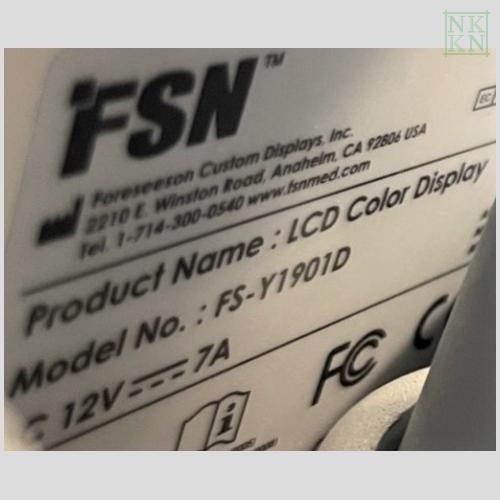 NK
KN
FSN™
EC
Foreseeson Custom Displays, Inc.
2210 E. Winston Road, Anaheim, CA 92806 USA
Tel. 1-714-300-0540 www.fsnmed.com
Product Name : LCD Color Display
Model No. : FS-Y1901D
12V ⎓ 7A
FC
i